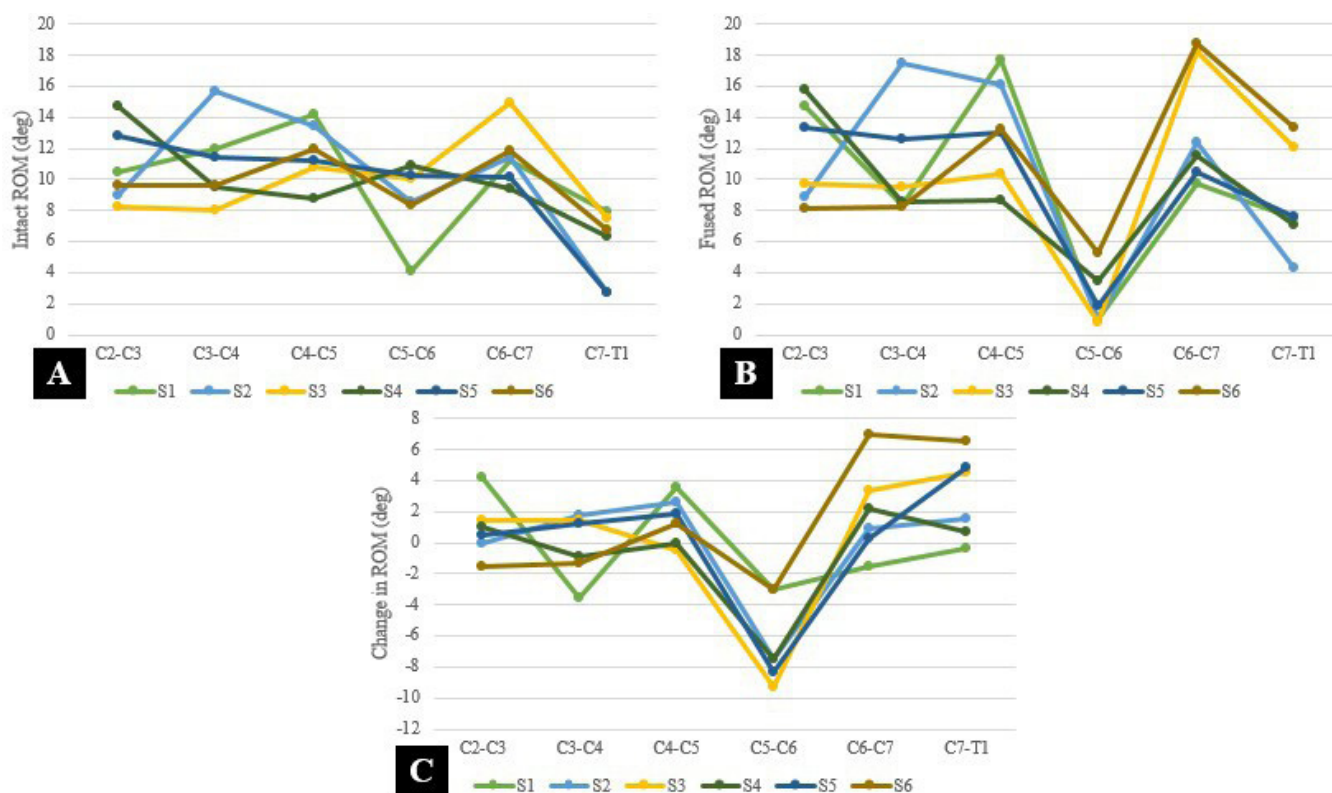 20
18
16
14
12
10
8
6
4
2
0
Intact ROM (deg)
C2-C3 C3-C4 C4-C5 C5-C6 C6-C7 C7-T1
A
S1 S2 S3 S4 S5 S6
20
18
16
14
12
10
8
6
4
2
0
Fused ROM (deg)
C2-C3 C3-C4 C4-C5 C5-C6 C6-C7 C7-T1
B
S1 S2 S3 S4 S5 S6
8
6
4
2
0
-2
-4
-6
-8
-10
-12
Change in ROM (deg)
C2-C3 C3-C4 C4-C5 C5-C6 C6-C7 C7-T1
C
S1 S2 S3 S4 S5 S6